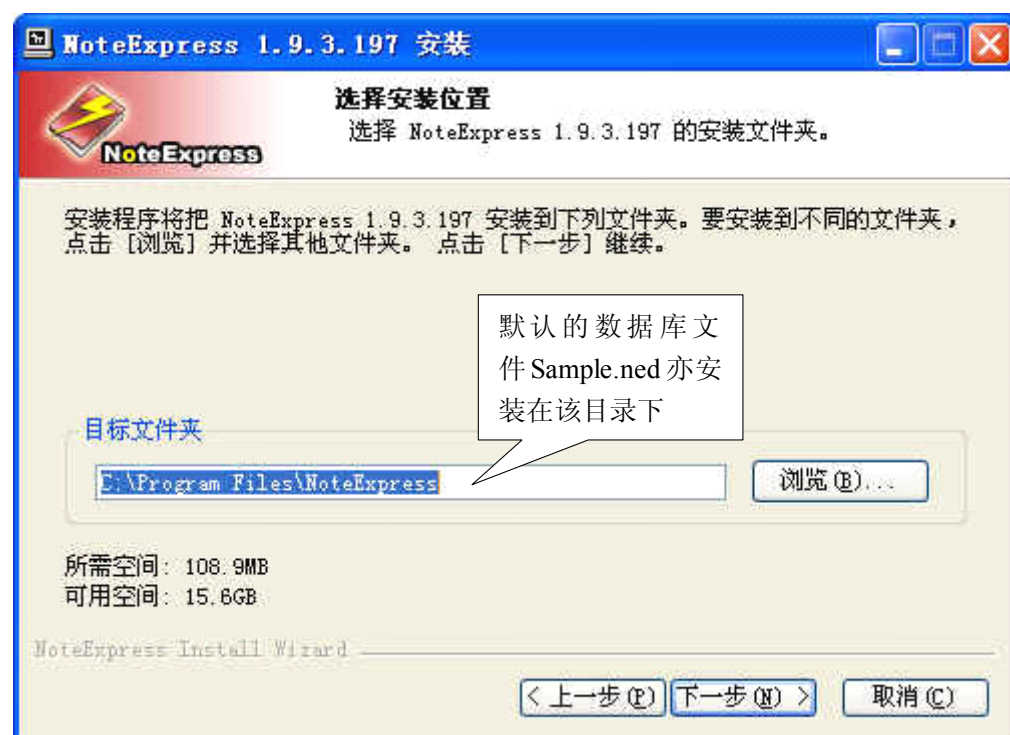 NoteExpress 1.9.3.197 安装
选择安装位置
选择 NoteExpress 1.9.3.197 的安装文件夹。
NoteExpress
安装程序将把 NoteExpress 1.9.3.197 安装到下列文件夹。要安装到不同的文件夹，
点击 [浏览] 并选择其他文件夹。 点击 [下一步] 继续。
默认的数据库文
件 Sample.ned 亦安
装在该目录下
目标文件夹
C:\Program Files\NoteExpress
浏览(B)...
所需空间: 108.9MB
可用空间: 15.6GB
NoteExpress Install Wizard
< 上一步(P)
下一步(N) >
取消(C)